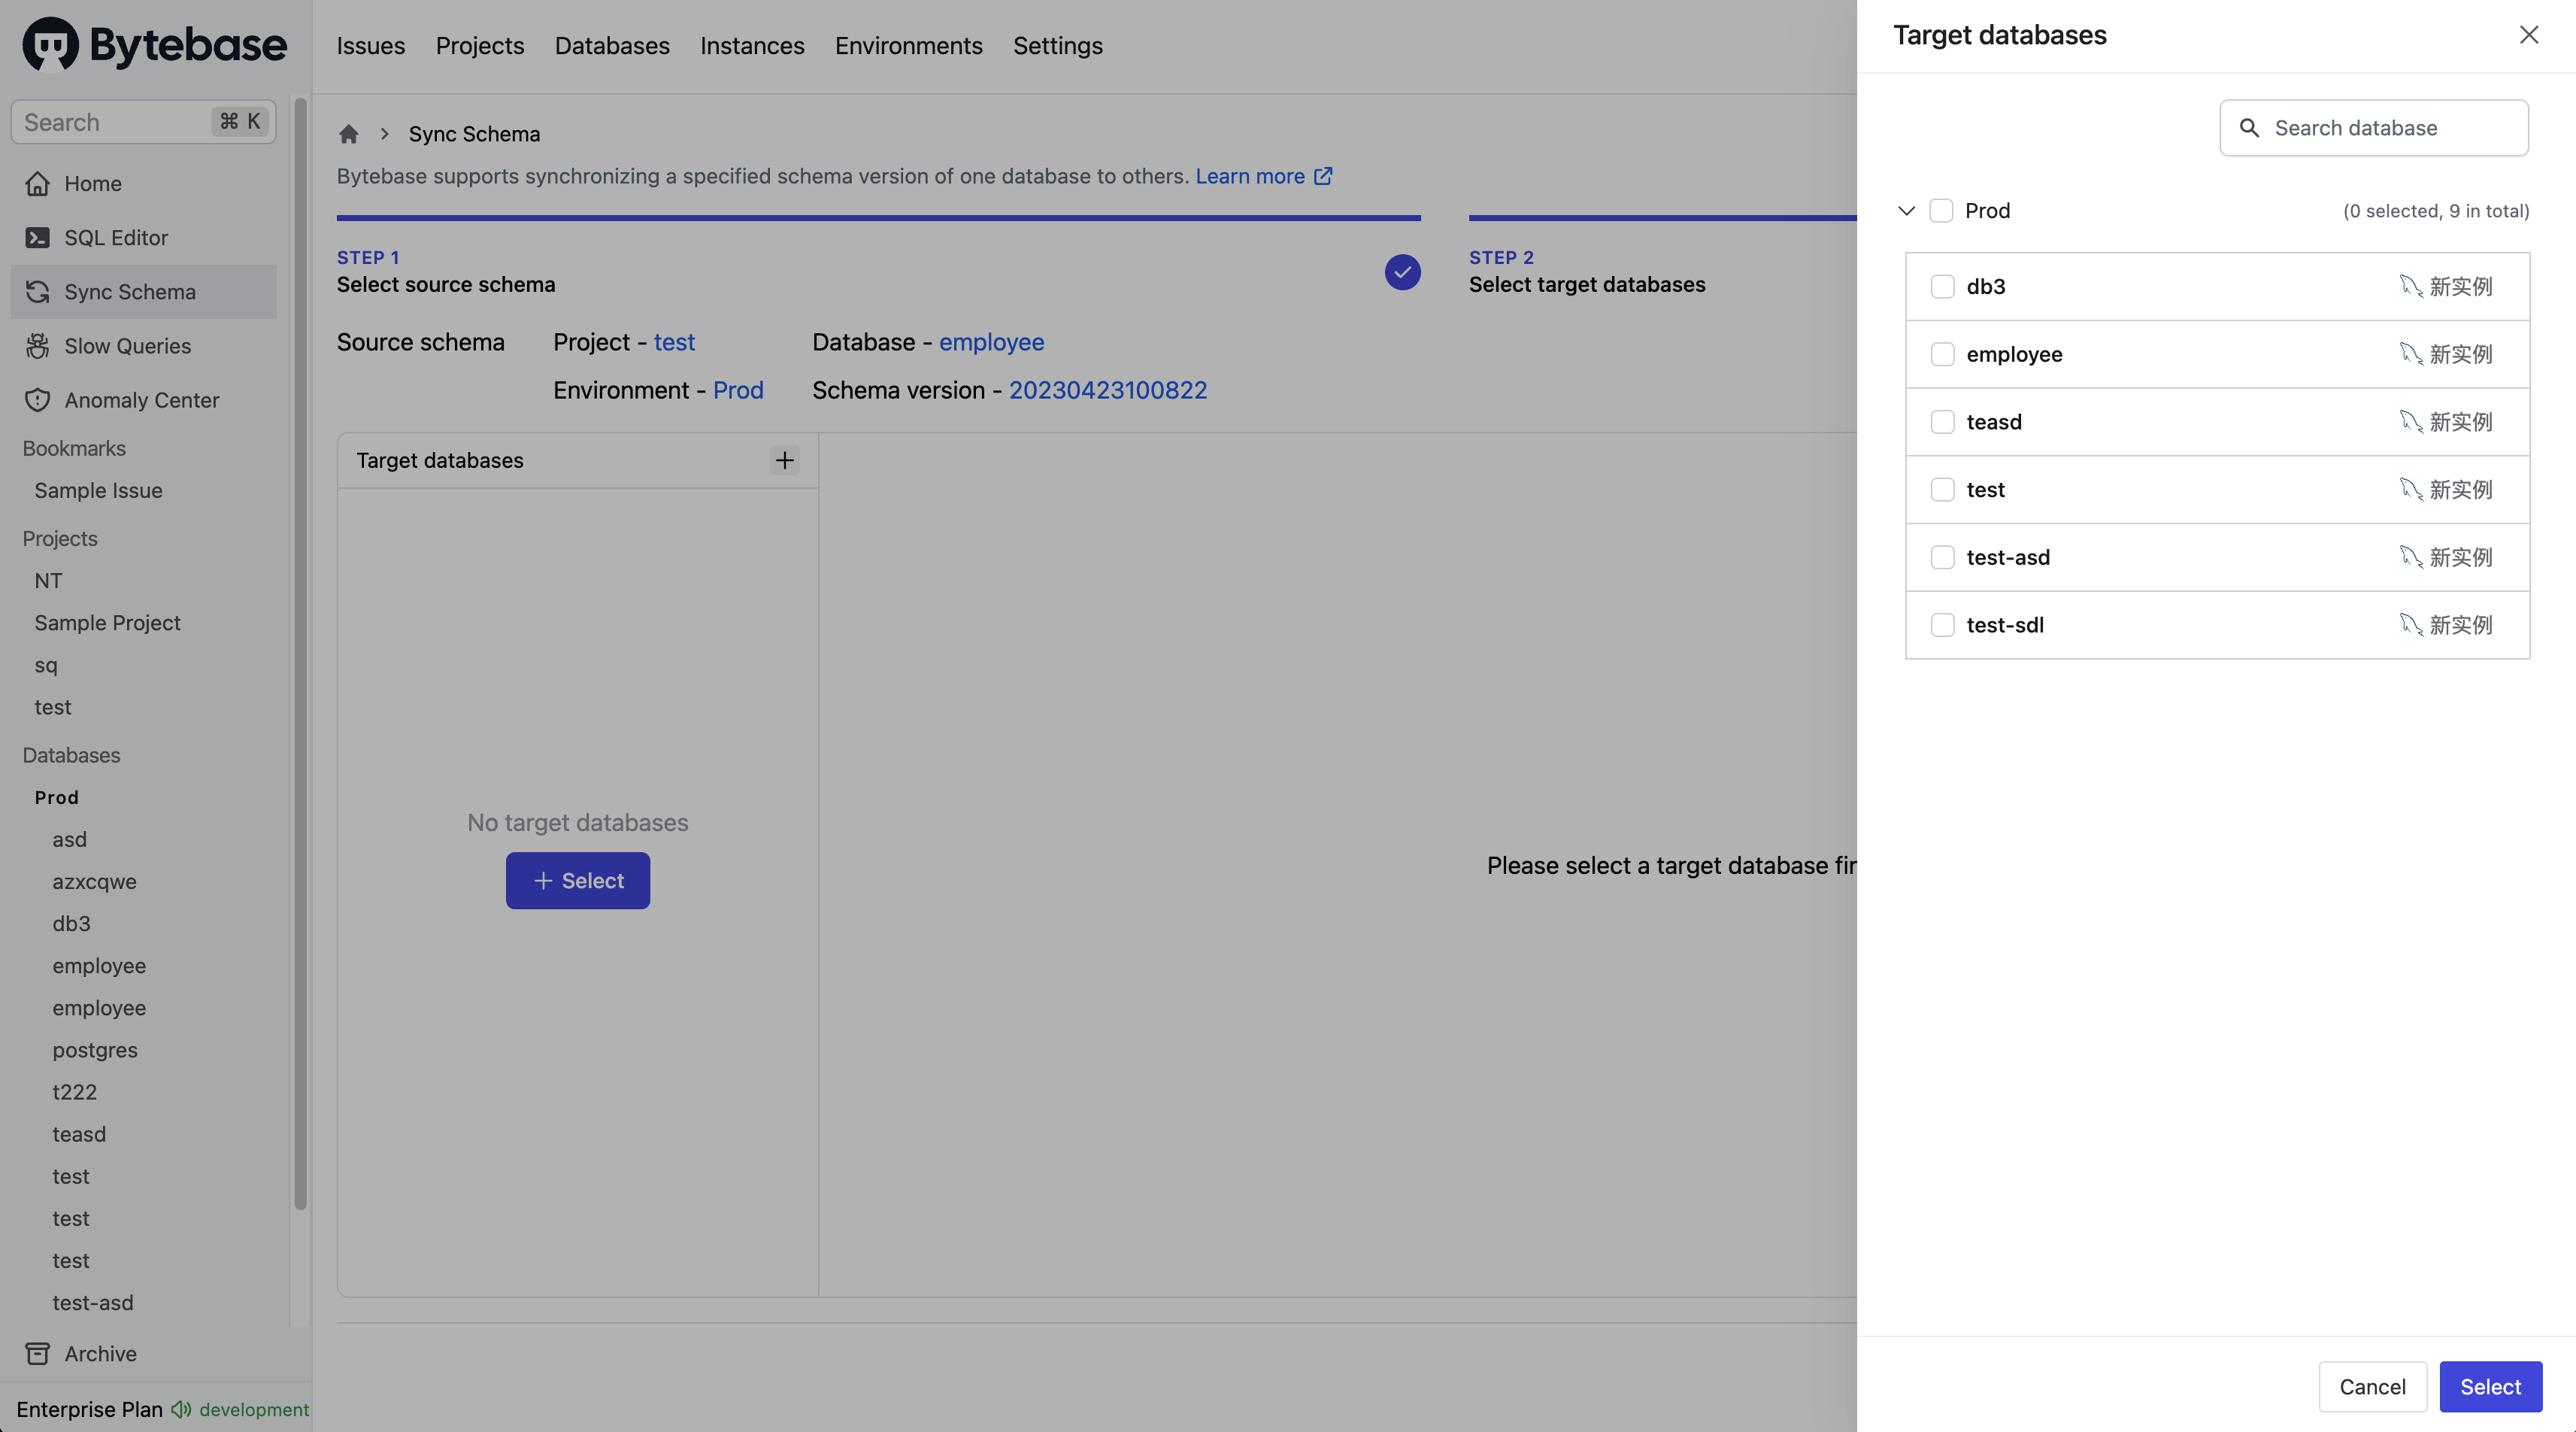 Bytebase
Search ⌘ K
Home
SQL Editor
Sync Schema
Slow Queries
Anomaly Center
Bookmarks
Sample Issue
Projects
NT
Sample Project
sq
test
Databases
Prod
asd
azxcqwe
db3
employee
employee
postgres
t222
teasd
test
test
test
test-asd
Archive
Enterprise Plan development
Issues Projects Databases Instances Environments Settings
Sync Schema
Bytebase supports synchronizing a specified schema version of one database to others. Learn more
STEP 1
Select source schema
STEP 2
Select target databases
Source schema Project - test Database - employee
Environment - Prod Schema version - 20230423100822
Target databases
No target databases
+ Select
Please select a target database fir
Target databases
Search database
Prod (0 selected, 9 in total)
db3 新实例
employee 新实例
teasd 新实例
test 新实例
test-asd 新实例
test-sdl 新实例
Cancel Select